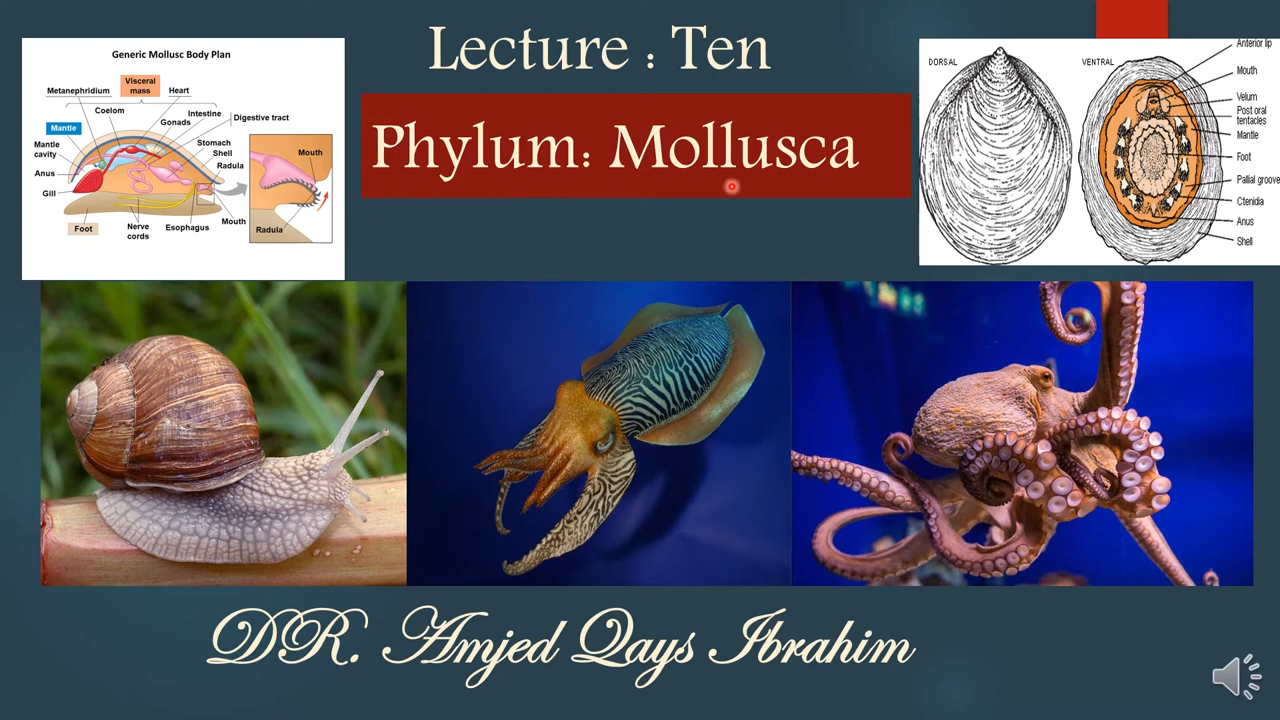 Lecture : Ten
Phylum: Mollusca
Generic Mollusc Body Plan
Visceral
mass
Metanephridium
Heart
Coelom
Intestine
Gonads
Digestive tract
Mantle
Stomach
Shell
Mantle
cavity
Radula
Anus
Gill
Mouth
Foot
Nerve
cords
Esophagus
Mouth
Radula
DORSAL
VENTRAL
Anterior lip
Mouth
Velum
Post oral
tentacles
Mantle
Foot
Pallial groove
Ctenidia
Anus
Shell
DR. Amjed Qays Ibrahim